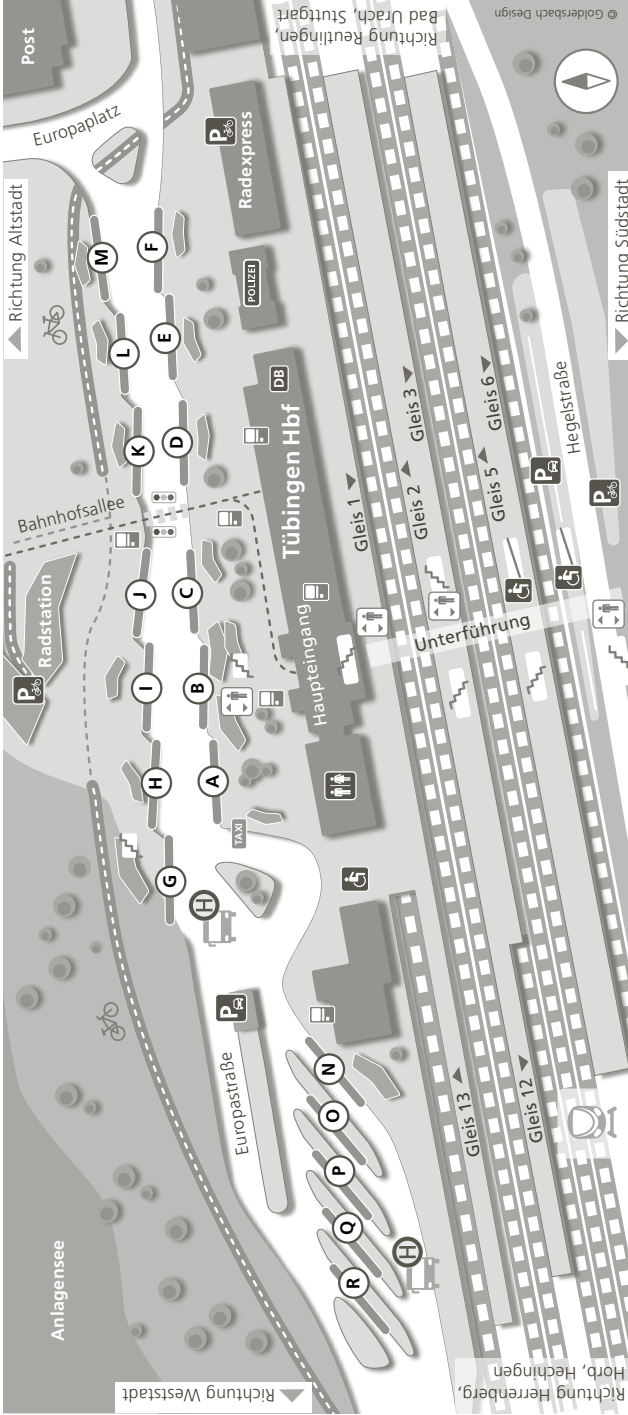 Post
Europaplatz
Richtung Altstadt
M
L
K
J
I
H
G
F
E
D
C
B
A
Bahnhofsallee
Radstation
P
P
Radexpress
POLIZEI
DB
Tübingen Hbf
Haupteingang
TAXI
H
P
Europastraße
N
O
P
Q
R
H
Anlagensee
Richtung Weststadt
Richtung Reutlingen,
Bad Urach, Stuttgart
© Goldersbach Design
Gleis 1
Gleis 2
Gleis 3
Gleis 5
Gleis 6
Unterführung
Hegelstraße
P
P
Richtung Südstadt
Gleis 13
Gleis 12
Richtung Herrenberg,
Horb, Hechingen